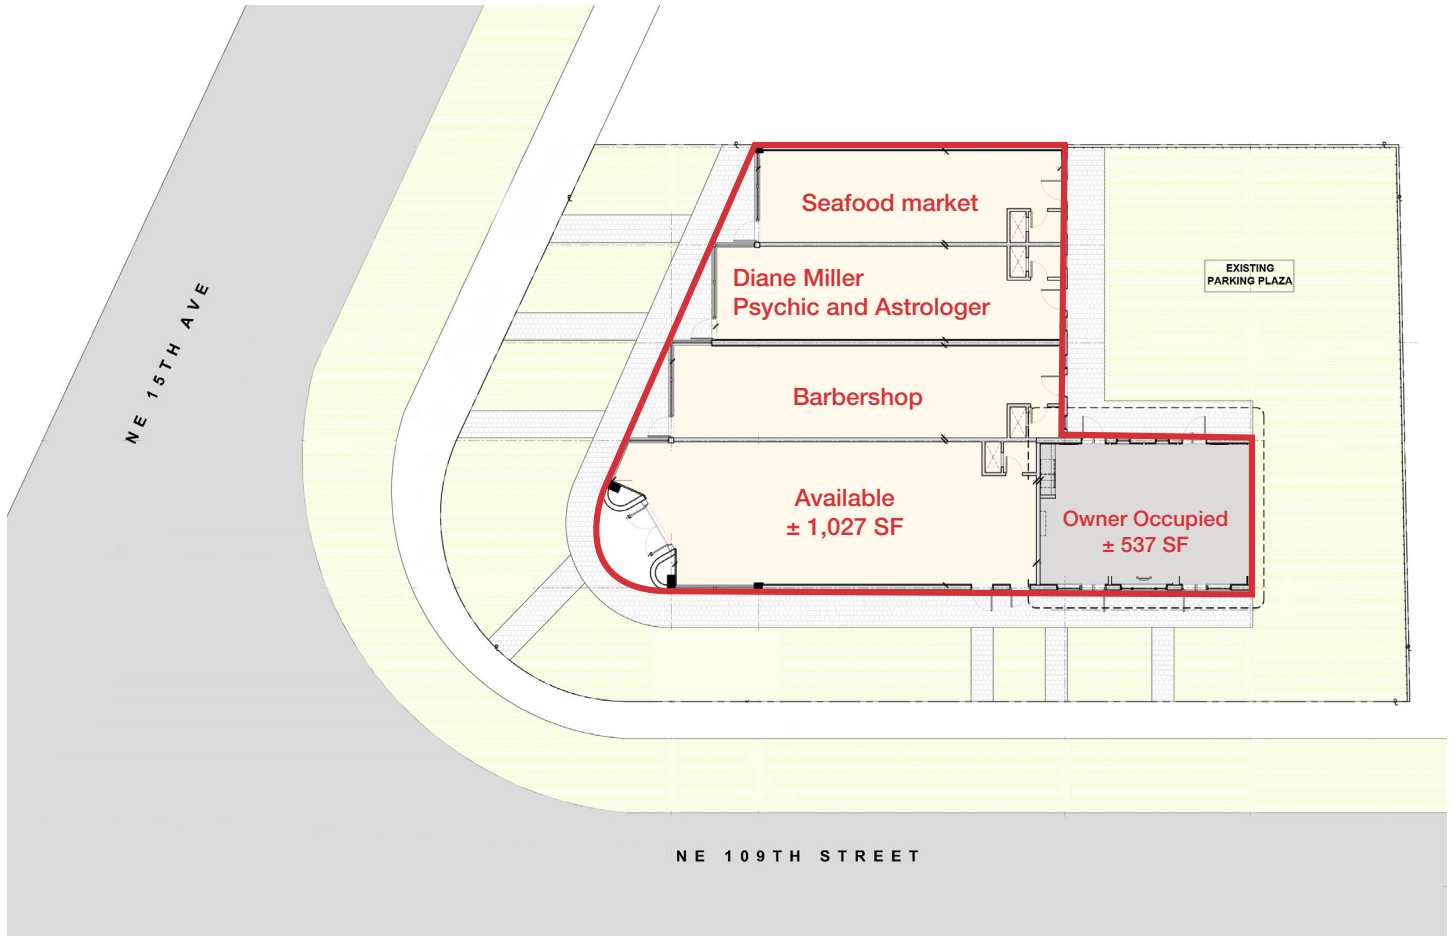 Seafood market
Diane Miller
Psychic and Astrologer
EXISTING
PARKING PLAZA
Barbershop
Available
± 1,027 SF
Owner Occupied
± 537 SF
NE 15TH AVE
NE 109TH STREET